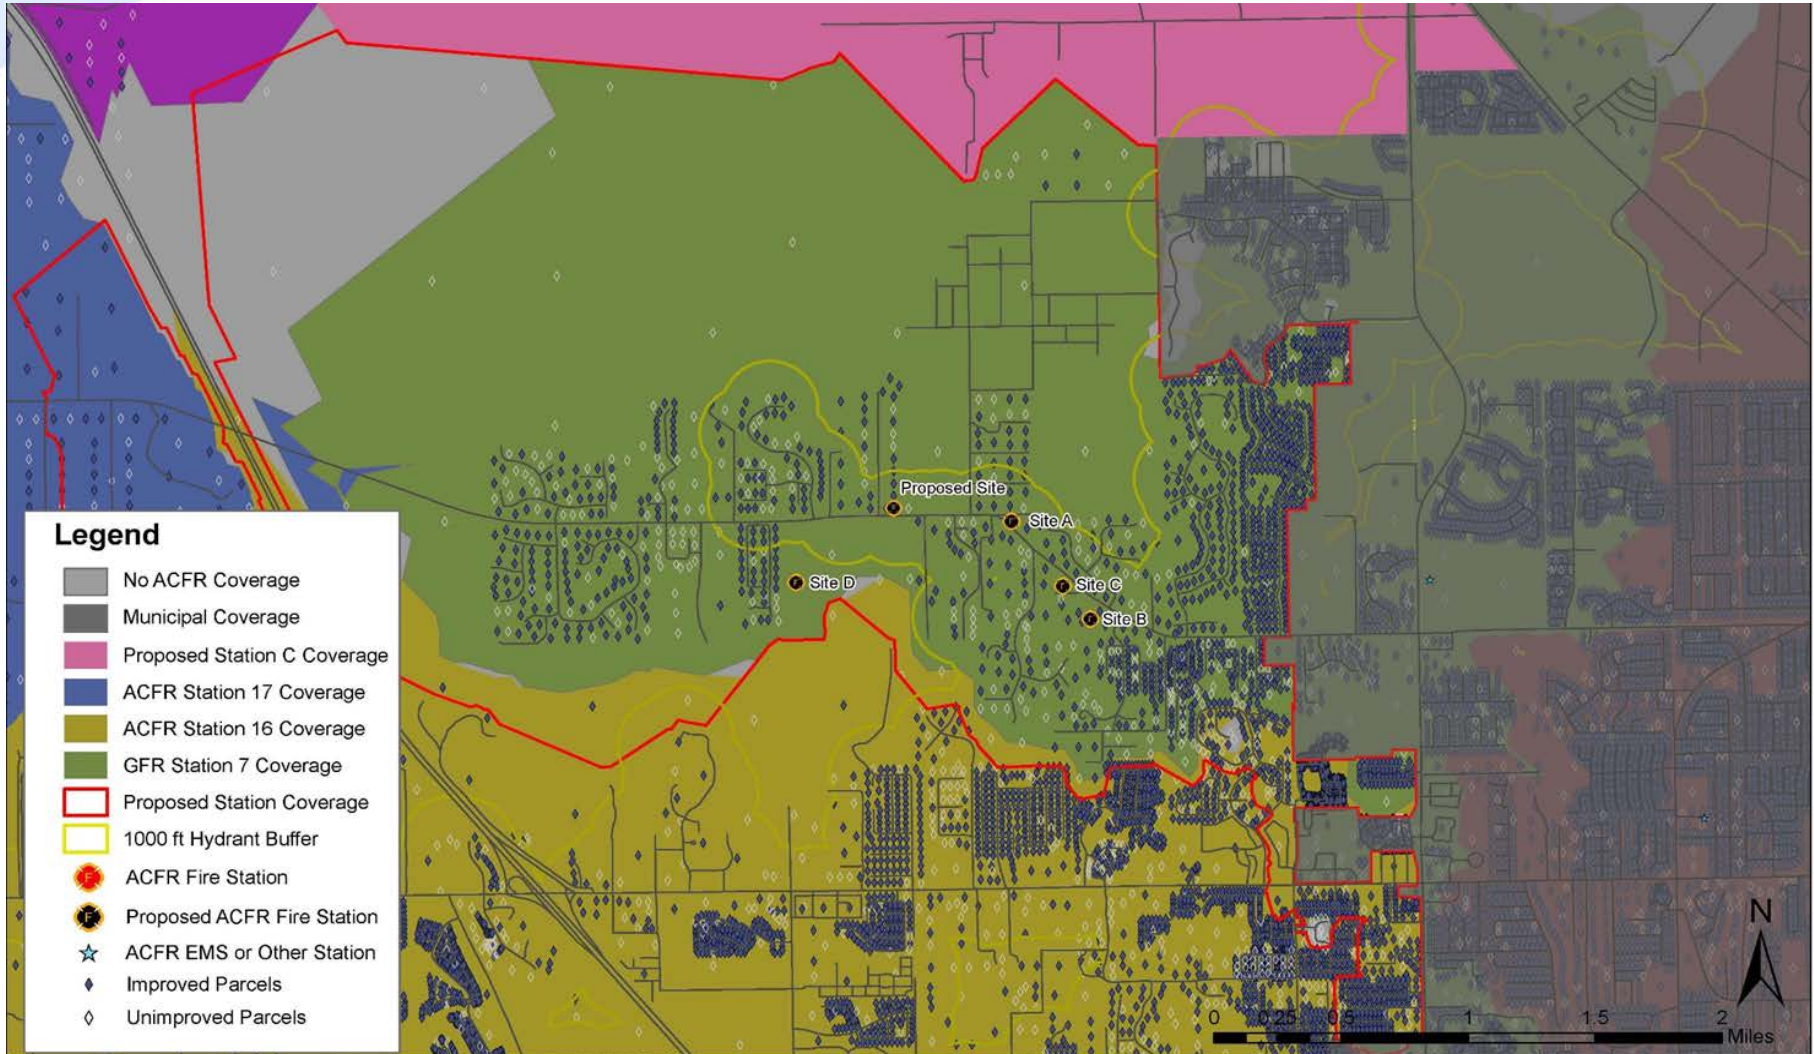 Proposed Site
Site A
Site D
Site C
Site B
Legend
No ACFR Coverage
Municipal Coverage
Proposed Station C Coverage
ACFR Station 17 Coverage
ACFR Station 16 Coverage
GFR Station 7 Coverage
Proposed Station Coverage
1000 ft Hydrant Buffer
F ACFR Fire Station
F Proposed ACFR Fire Station
ACFR EMS or Other Station
Improved Parcels
Unimproved Parcels
N
0 0.25 0.5 1 1.5 2
Miles